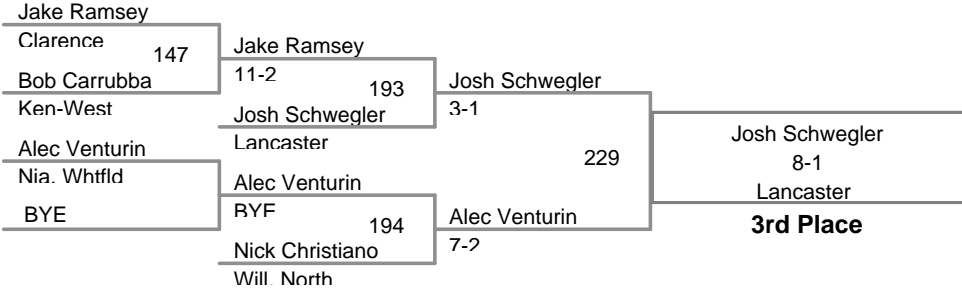 Jake Ramsey
Clarence
147
Bob Carrubba
Ken-West
Alec Venturin
Nia. Whtfld
BYE
Jake Ramsey
11-2
193
Josh Schwegler
Lancaster
Alec Venturin
BYE
194
Nick Christiano
Will. North
Josh Schwegler
3-1
229
Alec Venturin
7-2
Josh Schwegler
8-1
Lancaster
3rd Place